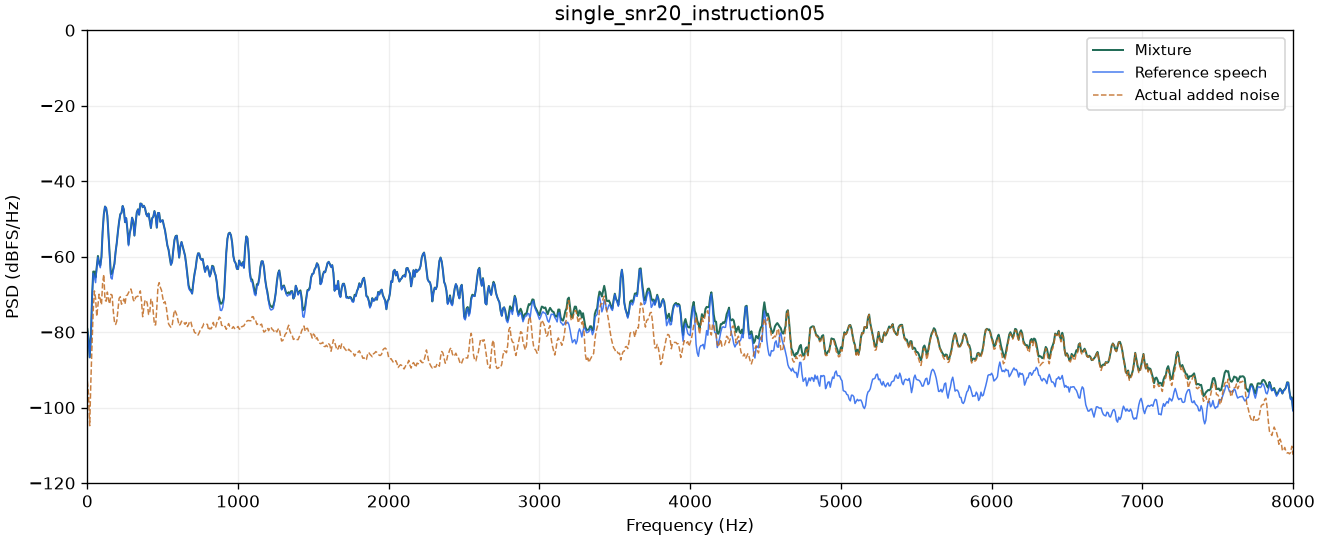 single_snr20_instruction05
PSD (dBFS/Hz)
0
−20
−40
−60
−80
−100
−120
Mixture
Reference speech
Actual added noise
0 1000 2000 3000 4000 5000 6000 7000 8000
Frequency (Hz)